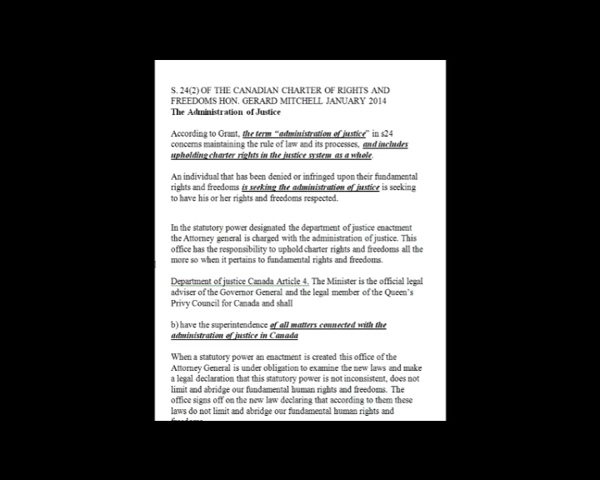 S. 24(2) OF THE CANADIAN CHARTER OF RIGHTS AND
FREEDOMS HON. GERARD MITCHELL JANUARY 2014
The Administration of Justice
According to Grant, the term “administration of justice” in s24
concerns maintaining the rule of law and its processes, and includes
upholding charter rights in the justice system as a whole.
An individual that has been denied or infringed upon their fundamental
rights and freedoms is seeking the administration of justice is seeking
to have his or her rights and freedoms respected.
In the statutory power designated the department of justice enactment
the Attorney general is charged with the administration of justice. This
office has the responsibility to uphold charter rights and freedoms all the
more so when it pertains to fundamental rights and freedoms.
Department of justice Canada Article 4. The Minister is the official legal
adviser of the Governor General and the legal member of the Queen’s
Privy Council for Canada and shall
b) have the superintendence of all matters connected with the
administration of justice in Canada
When a statutory power an enactment is created this office of the
Attorney General is under obligation to examine the new laws and make
a legal declaration that this statutory power is not inconsistent, does not
limit and abridge our fundamental human rights and freedoms. The
office signs off on the new law declaring that according to them these
laws do not limit and abridge our fundamental human rights and